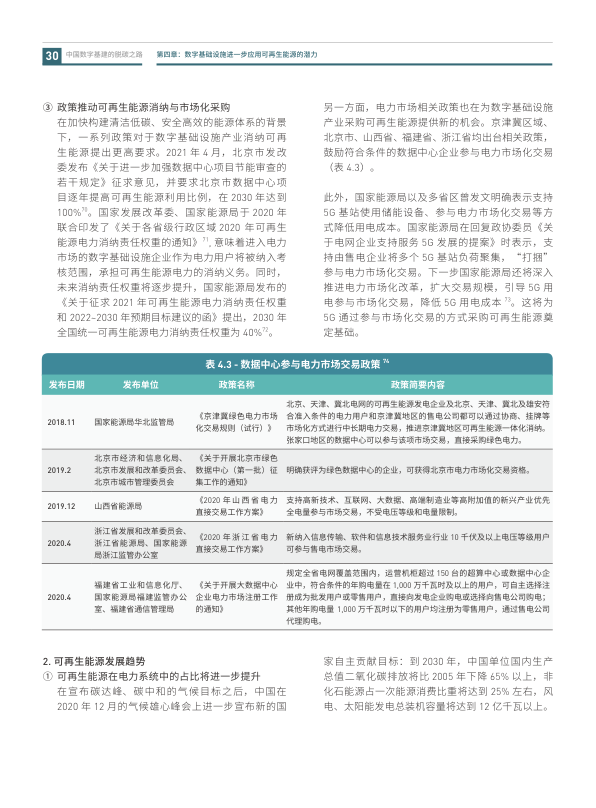 30 中国数字基建的脱碳之路 第四章：数字基础设施进一步应用可再生能源的潜力
③ 政策推动可再生能源消纳与市场化采购
在加快构建清洁低碳、安全高效的能源体系的背景
下，一系列政策对于数字基础设施产业消纳可再
生能源提出更高要求。2021 年 4 月，北京市发改
委发布《关于进一步加强数据中心项目节能审查的
若干规定》征求意见，并要求北京市数据中心项
目逐年提高可再生能源利用比例，在 2030 年达到
100%70。国家发展改革委、国家能源局于 2020 年
联合印发了《关于各省级行政区域 2020 年可再生
能源电力消纳责任权重的通知》71，意味着进入电力
市场的数字基础设施企业作为电力用户将被纳入考
核范围，承担可再生能源电力的消纳义务。同时，
未来消纳责任权重将逐步提升，国家能源局发布的
《关于征求 2021 年可再生能源电力消纳责任权重
和 2022–2030 年预期目标建议的函》提出，2030 年
全国统一可再生能源电力消纳责任权重为 40%72。
另一方面，电力市场相关政策也在为数字基础设施
产业采购可再生能源提供新的机会。京津冀区域、
北京市、山西省、福建省、浙江省均出台相关政策，
鼓励符合条件的数据中心企业参与电力市场化交易
（表 4.3）。
此外，国家能源局以及多省区曾发文明确表示支持
5G 基站使用储能设备、参与电力市场化交易等方
式降低用电成本。国家能源局在回复政协委员《关
于电网企业支持服务 5G 发展的提案》时表示，支
持由售电企业将多个 5G 基站负荷聚集，“打捆”
参与电力市场化交易。下一步国家能源局还将深入
推进电力市场化改革，扩大交易规模，引导 5G 用
电参与市场化交易，降低 5G 用电成本 73。这将为
5G 通过参与市场化交易的方式采购可再生能源奠
定基础。
表 4.3 - 数据中心参与电力市场交易政策 74
发布日期 发布单位 政策名称 政策简要内容
2018.11 国家能源局华北监管局
《京津冀绿色电力市场
化交易规则（试行）》
北京、天津、冀北电网的可再生能源发电企业及北京、天津、冀北及雄安符
合准入条件的电力用户和京津冀地区的售电公司都可以通过协商、挂牌等
市场化方式进行中长期电力交易，推进京津冀地区可再生能源一体化消纳。
张家口地区的数据中心可以参与该项市场交易，直接采购绿色电力。
2019.2
北京市经济和信息化局、
北京市发展和改革委员会、
北京市城市管理委员会
《关于开展北京市绿色
数据中心（第一批）征
集工作的通知》
明确获评为绿色数据中心的企业，可获得北京市电力市场化交易资格。
2019.12 山西省能源局
《2020 年山西省电力
直接交易工作方案》
支持高新技术、互联网、大数据、高端制造业等高附加值的新兴产业优先
全电量参与市场交易，不受电压等级和电量限制。
2020.4
浙江省发展和改革委员会、
浙江省能源局、国家能源
局浙江监管办公室
《2020 年浙江省电力
直接交易工作方案》
新纳入信息传输、软件和信息技术服务业行业 10 千伏及以上电压等级用户
可参与售电市场交易。
2020.4
福建省工业和信息化厅、
国家能源局福建监管办公
室、福建省通信管理局
《关于开展大数据中心
企业电力市场注册工作
的通知》
规定全省电网覆盖范围内，运营机柜超过 150 台的超算中心或数据中心企
业中，符合条件的年购电量在 1,000 万千瓦时及以上的用户，可自主选择注
册成为批发用户或零售用户，直接向发电企业购电或选择向售电公司购电；
其他年购电量 1,000 万千瓦时以下的用户均注册为零售用户，通过售电公司
代理购电。
2. 可再生能源发展趋势
① 可再生能源在电力系统中的占比将进一步提升
在宣布碳达峰、碳中和的气候目标之后，中国在
2020 年 12 月的气候雄心峰会上进一步宣布新的国
家自主贡献目标：到 2030 年，中国单位国内生产
总值二氧化碳排放将比 2005 年下降 65% 以上，非
化石能源占一次能源消费比重将达到 25% 左右，风
电、太阳能发电总装机容量将达到 12 亿千瓦以上。